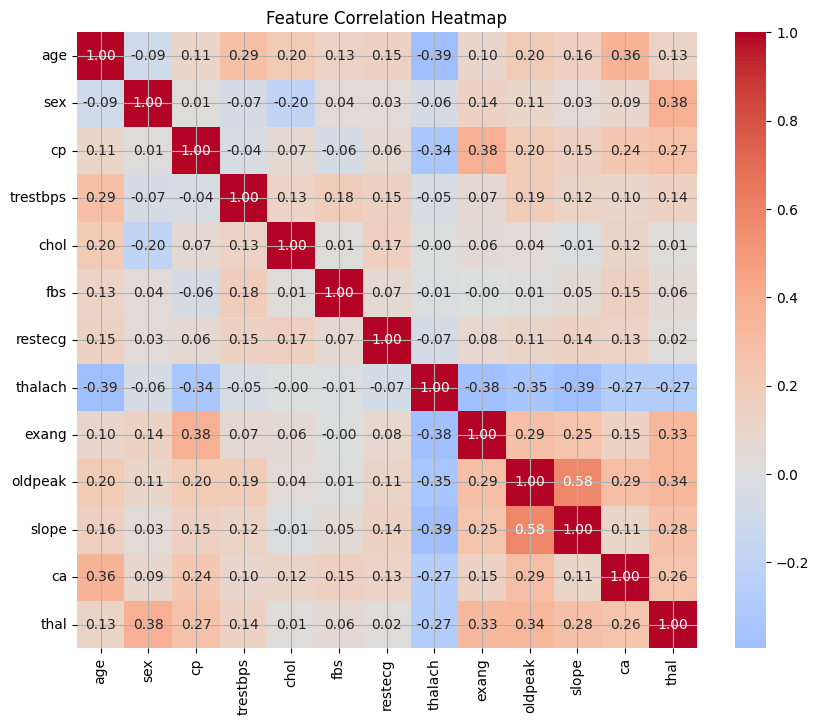 Feature Correlation Heatmap
age 1.00 -0.09 0.11 0.29 0.20 0.13 0.15 -0.39 0.10 0.20 0.16 0.36 0.13
sex -0.09 1.00 0.01 -0.07 -0.20 0.04 0.03 -0.06 0.14 0.11 0.03 0.09 0.38
cp 0.11 0.01 1.00 -0.04 0.07 -0.06 0.06 -0.34 0.38 0.20 0.15 0.24 0.27
trestbps 0.29 -0.07 -0.04 1.00 0.13 0.18 0.15 -0.05 0.07 0.19 0.12 0.10 0.14
chol 0.20 -0.20 0.07 0.13 1.00 0.01 0.17 -0.00 0.06 0.04 -0.01 0.12 0.01
fbs 0.13 0.04 -0.06 0.18 0.01 1.00 0.07 -0.01 -0.00 0.01 0.05 0.15 0.06
restecg 0.15 0.03 0.06 0.15 0.17 0.07 1.00 -0.07 0.08 0.11 0.14 0.13 0.02
thalach -0.39 -0.06 -0.34 -0.05 -0.00 -0.01 -0.07 1.00 -0.38 -0.35 -0.39 -0.27 -0.27
exang 0.10 0.14 0.38 0.07 0.06 -0.00 0.08 -0.38 1.00 0.29 0.25 0.15 0.33
oldpeak 0.20 0.11 0.20 0.19 0.04 0.01 0.11 -0.35 0.29 1.00 0.58 0.29 0.34
slope 0.16 0.03 0.15 0.12 -0.01 0.05 0.14 -0.39 0.25 0.58 1.00 0.11 0.28
ca 0.36 0.09 0.24 0.10 0.12 0.15 0.13 -0.27 0.15 0.29 0.11 1.00 0.26
thal 0.13 0.38 0.27 0.14 0.01 0.06 0.02 -0.27 0.33 0.34 0.28 0.26 1.00
age sex cp trestbps chol fbs restecg thalach exang oldpeak slope ca thal
1.0
0.8
0.6
0.4
0.2
0.0
−0.2